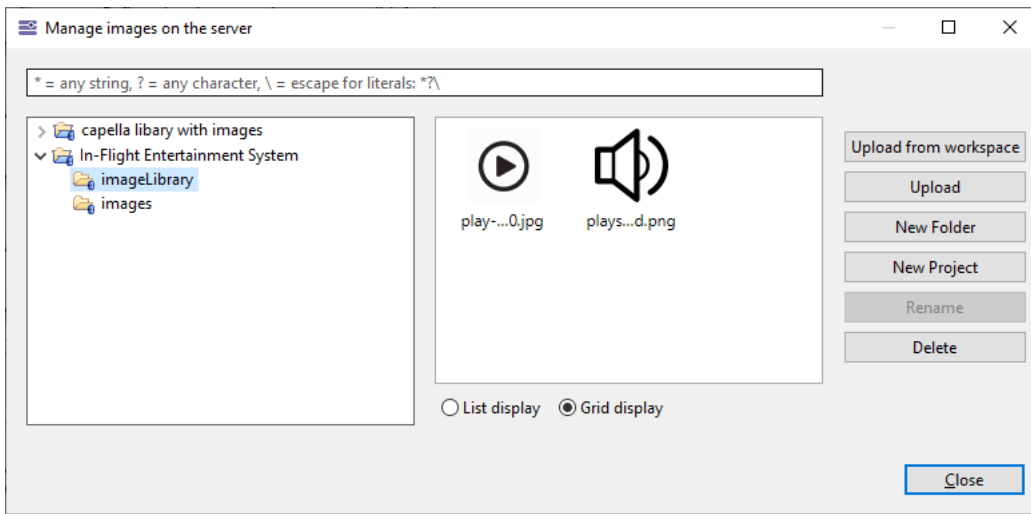 Manage images on the server
* = any string, ? = any character, \ = escape for literals: *?\
capella libary with images
In-Flight Entertainment System
imageLibrary
images
play-...0.jpg
plays...d.png
Upload from workspace
Upload
New Folder
New Project
Rename
Delete
List display
Grid display
Close